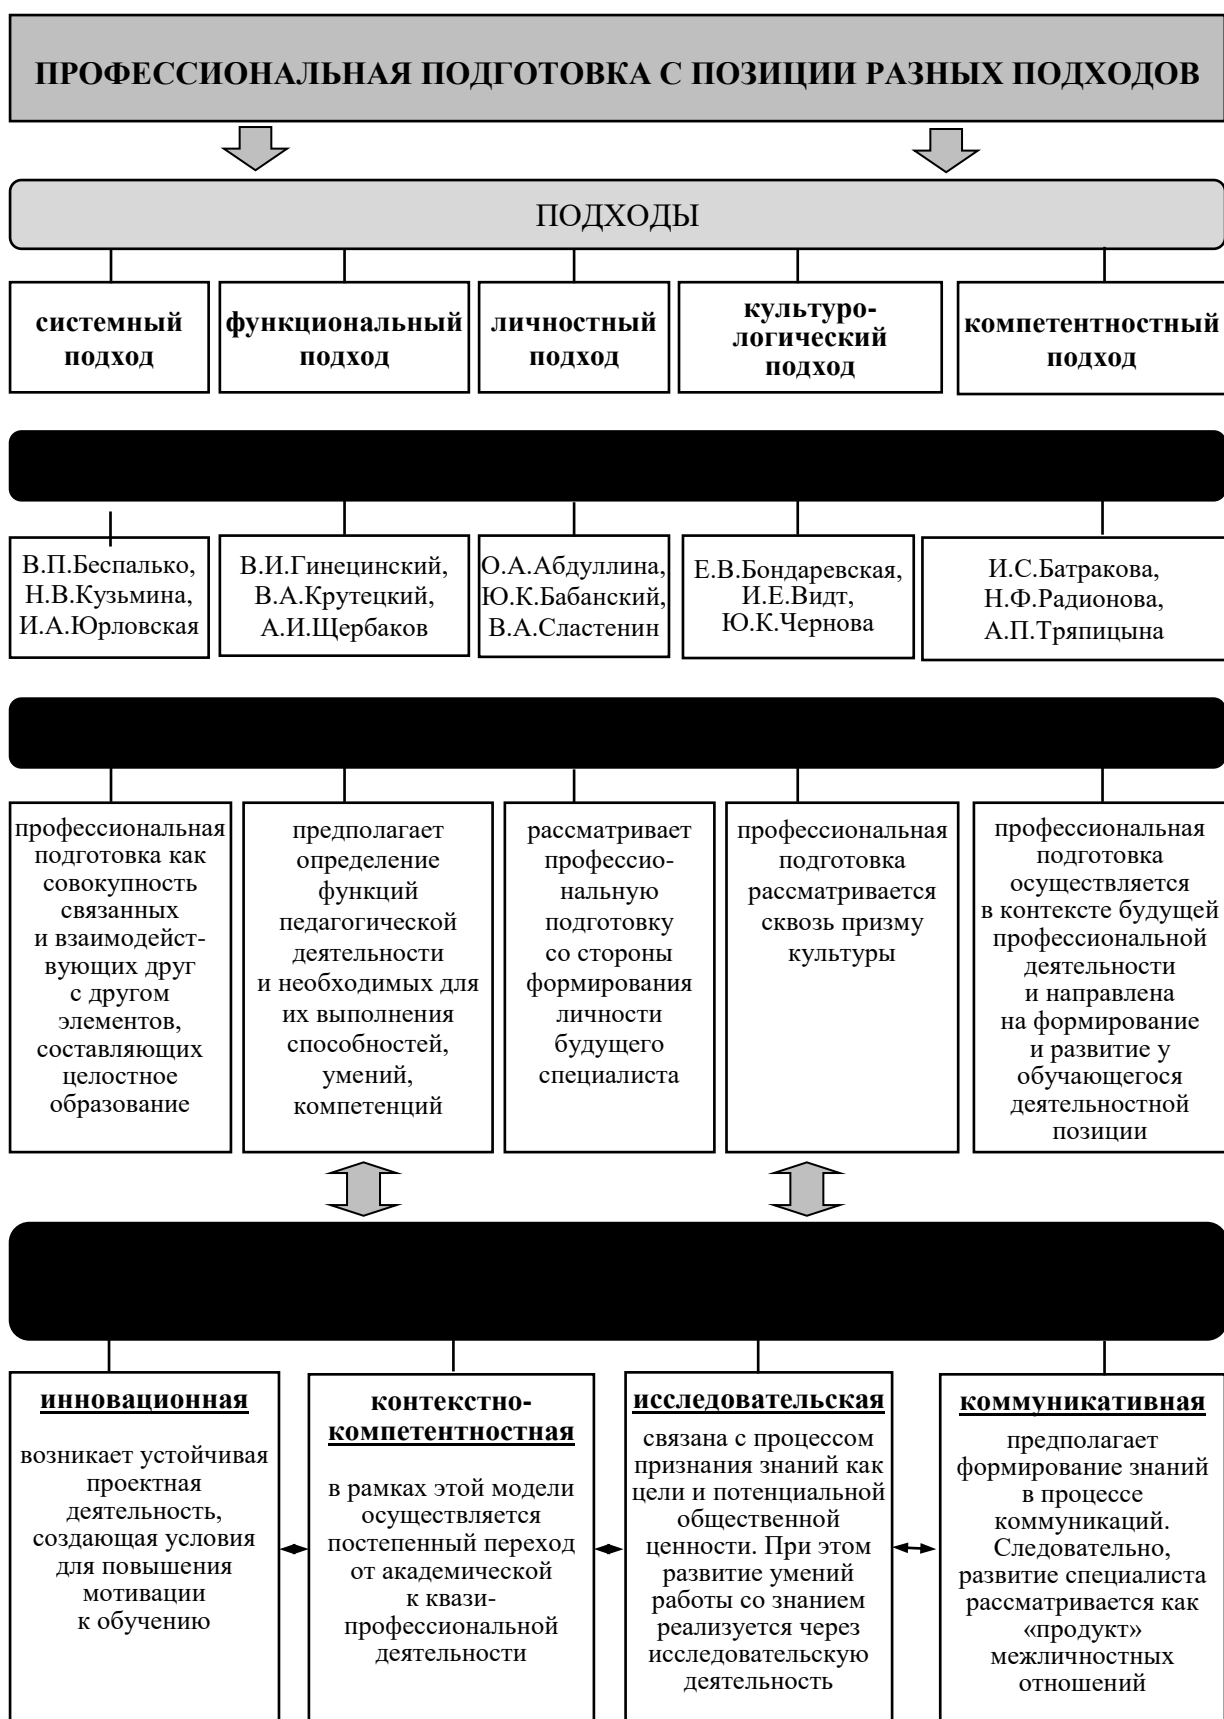 ПРОФЕССИОНАЛЬНАЯ ПОДГОТОВКА С ПОЗИЦИИ РАЗНЫХ ПОДХОДОВ
ПОДХОДЫ
системный
подход
функциональный
подход
личностный
подход
культуро-
логический
подход
компетентностный
подход
В.П.Беспалько,
Н.В.Кузьмина,
И.А.Юрловская
В.И.Гинецинский,
В.А.Крутецкий,
А.И.Щербаков
О.А.Абдуллина,
Ю.К.Бабанский,
В.А.Сластенин
Е.В.Бондаревская,
И.Е.Видт,
Ю.К.Чернова
И.С.Батракова,
Н.Ф.Радионова,
А.П.Тряпицына
профессиональная
подготовка как
совокупность
связанных
и взаимодейст-
вующих друг
с другом
элементов,
составляющих
целостное
образование
предполагает
определение
функций
педагогической
деятельности
и необходимых для
их выполнения
способностей,
умений,
компетенций
рассматривает
профессио-
нальную
подготовку
со стороны
формирования
личности
будущего
специалиста
профессиональная
подготовка
рассматривается
сквозь призму
культуры
профессиональная
подготовка
осуществляется
в контексте будущей
профессиональной
деятельности
и направлена
на формирование
и развитие у
обучающегося
деятельностной
позиции
инновационная
возникает устойчивая
проектная
деятельность,
создающая условия
для повышения
мотивации
к обучению
контекстно-
компетентностная
в рамках этой модели
осуществляется
постепенный переход
от академической
к квази-
профессиональной
деятельности
исследовательская
связана с процессом
признания знаний как
цели и потенциальной
общественной
ценности. При этом
развитие умений
работы со знанием
реализуется через
исследовательскую
деятельность
коммуникативная
предполагает
формирование знаний
в процессе
коммуникаций.
Следовательно,
развитие специалиста
рассматривается как
«продукт»
межличностных
отношений